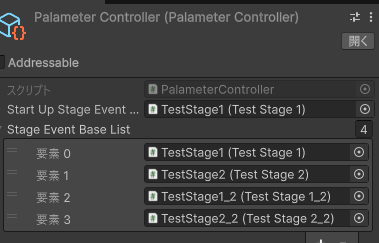 Palameter Controller (Palameter Controller)
開く
Addressable
スクリプト PalameterController
Start Up Stage Event ... TestStage1 (Test Stage 1)
Stage Event Base List 4
要素 0 TestStage1 (Test Stage 1)
要素 1 TestStage2 (Test Stage 2)
要素 2 TestStage1_2 (Test Stage 1_2)
要素 3 TestStage2_2 (Test Stage 2_2)